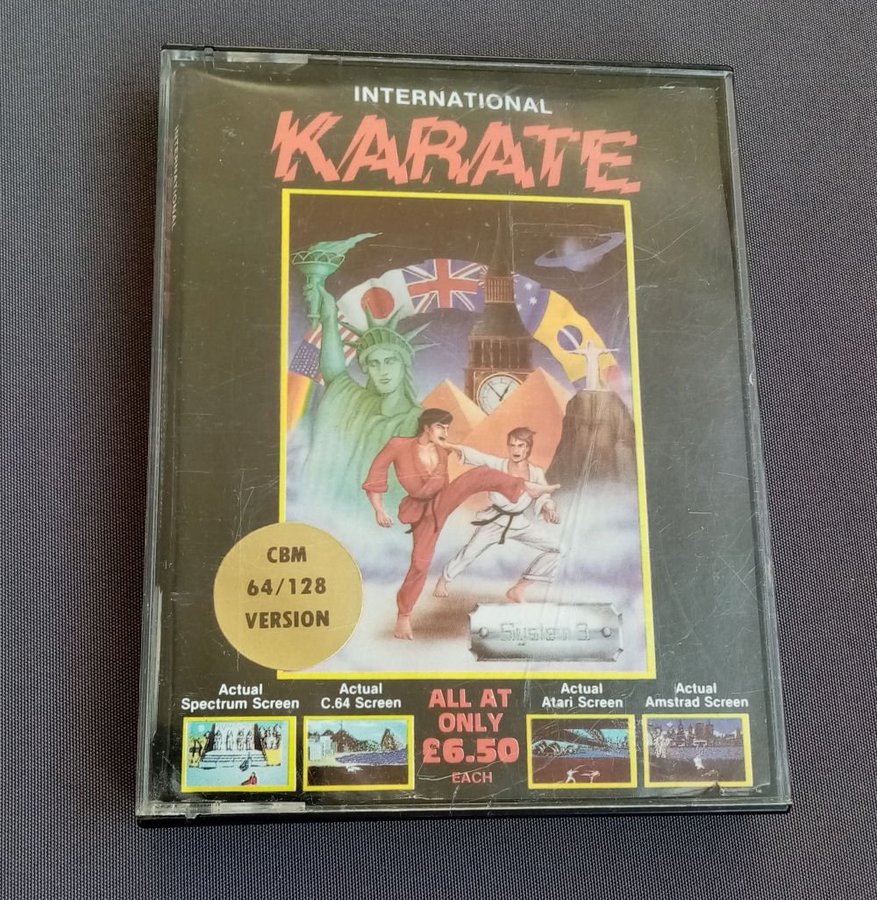 INTERNATIONAL
KARATE
INTERNATIONAL
CBM
64/128
VERSION
System 3
Actual
Spectrum Screen
Actual
C.64 Screen
ALL AT
ONLY
£6.50
EACH
Actual
Atari Screen
Actual
Amstrad Screen